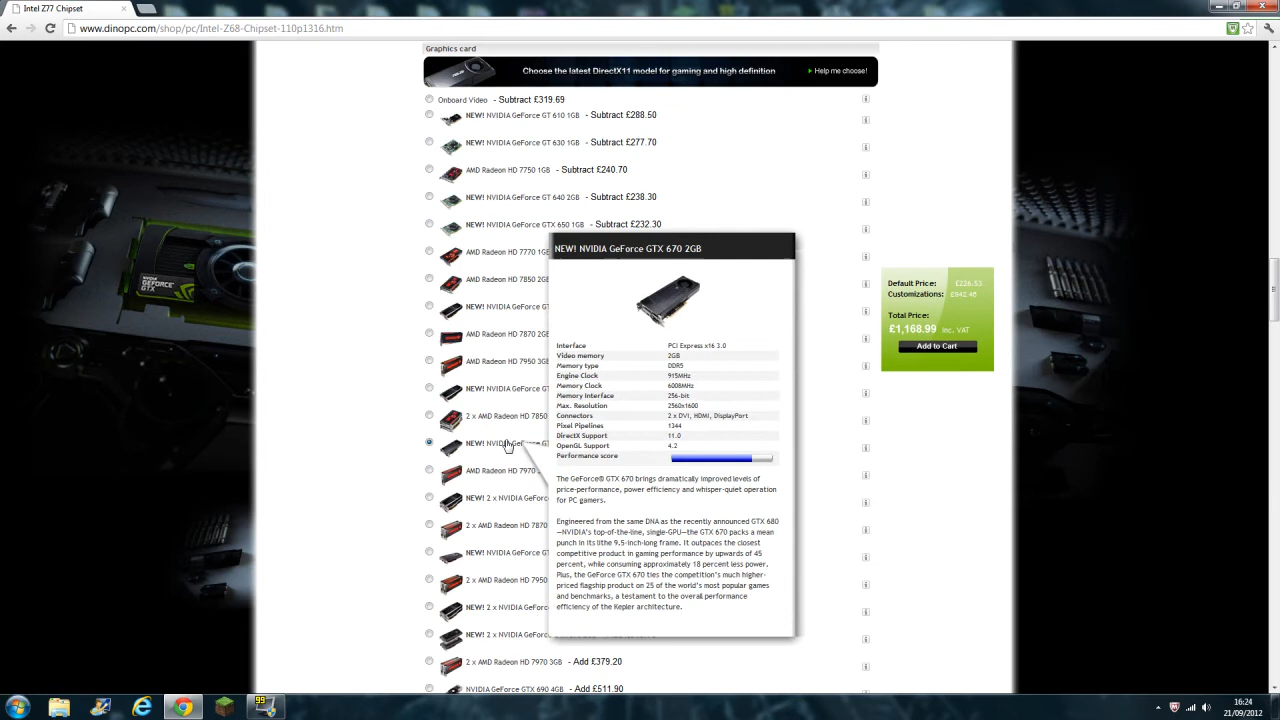 Intel Z77 Chipset
www.dinopc.com/shop/pc/Intel-Z68-Chipset-110p1316.htm
Graphics card
Choose the latest DirectX11 model for gaming and high definition
Help me choose!
Onboard Video - Subtract £319.69
NEW! NVIDIA GeForce GT 610 1GB - Subtract £288.50
NEW! NVIDIA GeForce GT 630 1GB - Subtract £277.70
AMD Radeon HD 7750 1GB - Subtract £240.70
NEW! NVIDIA GeForce GT 640 2GB - Subtract £238.30
NEW! NVIDIA GeForce GTX 650 1GB - Subtract £232.30
AMD Radeon HD 7770 1GB
AMD Radeon HD 7850 2GB
NEW! NVIDIA GeForce GT
AMD Radeon HD 7870 2GB
AMD Radeon HD 7950 3GB
NEW! NVIDIA GeForce GT
2 x AMD Radeon HD 7850
NEW! NVIDIA GeForce GT
AMD Radeon HD 7970
NEW! 2 x NVIDIA GeForce
2 x AMD Radeon HD 7870
NEW! NVIDIA GeForce GT
2 x AMD Radeon HD 7950
NEW! 2 x NVIDIA GeForce
NEW! 2 x NVIDIA GeForce
2 x AMD Radeon HD 7970 3GB - Add £379.20
NVIDIA GeForce GTX 690 4GB - Add £511.90
NEW! NVIDIA GeForce GTX 670 2GB
Interface PCI Express x16 3.0
Video memory 2GB
Memory type DDR5
Engine Clock 915MHz
Memory Clock 6008MHz
Memory Interface 256-bit
Max. Resolution 2560x1600
Connectors 2 x DVI, HDMI, DisplayPort
Pixel Pipelines 1344
DirectX Support 11.0
OpenGL Support 4.2
Performance score
The GeForce® GTX 670 brings dramatically improved levels of
price-performance, power efficiency and whisper-quiet operation
for PC gamers.
Engineered from the same DNA as the recently announced GTX 680
—NVIDIA's top-of-the-line, single-GPU—the GTX 670 packs a mean
punch in its lithe 9.5-inch-long frame. It outpaces the closest
competitive product in gaming performance by upwards of 45
percent, while consuming approximately 18 percent less power.
Plus, the GeForce GTX 670 ties the competition's much higher-
priced flagship product on 25 of the world's most popular games
and benchmarks, a testament to the overall performance
efficiency of the Kepler architecture.
Default Price: £226.53
Customizations: £942.46
Total Price:
£1,168.99 inc. VAT
Add to Cart
NVIDIA
GEFORCE
GTX
99
16:24
21/09/2012